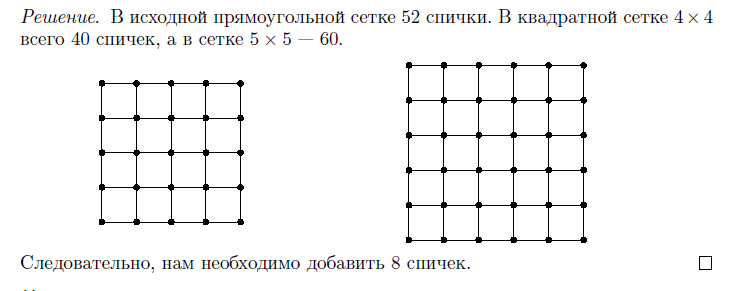 Решение. В исходной прямоугольной сетке 52 спички. В квадратной сетке 4 × 4
всего 40 спичек, а в сетке 5 × 5 — 60.
Следовательно, нам необходимо добавить 8 спичек. □